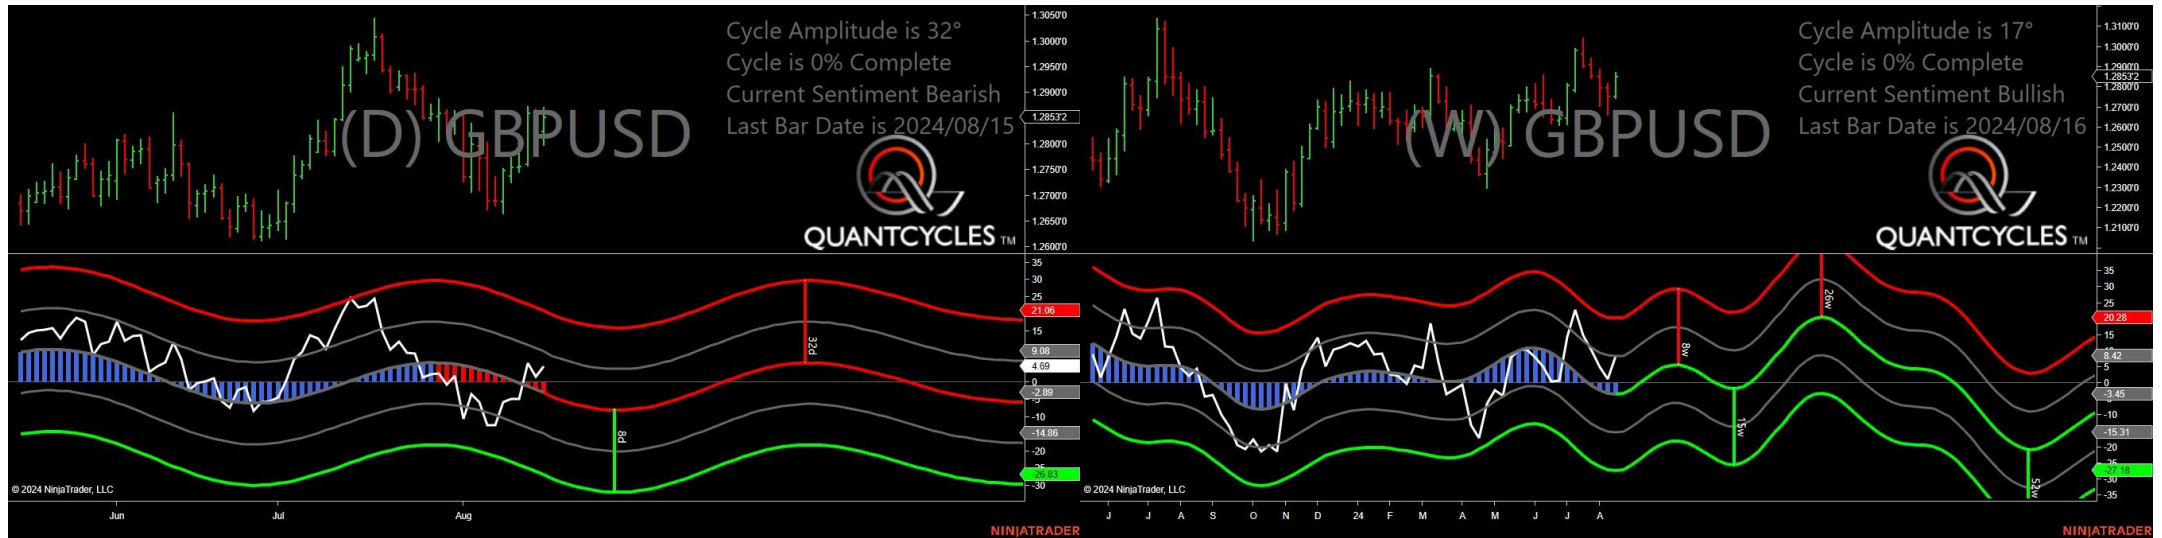 Cycle Amplitude is 32°
Cycle is 0% Complete
Current Sentiment Bearish
Last Bar Date is 2024/08/15
(D) GBPUSD
QUANTCYCLES TM
1.3050'0
1.3000'0
1.2950'0
1.2900'0
1.2853'2
1.2800'0
1.2750'0
1.2700'0
1.2650'0
1.2600'0
35
30
25
21.06
15
9.08
4.69
0
-2.89
-10
-14.86
-20
-26.83
-30
32d
8d
© 2024 NinjaTrader, LLC
Jun Jul Aug
NINJATRADER
Cycle Amplitude is 17°
Cycle is 0% Complete
Current Sentiment Bullish
Last Bar Date is 2024/08/16
(W) GBPUSD
QUANTCYCLES TM
1.3100'0
1.3000'0
1.2900'0
1.2853'2
1.2800'0
1.2700'0
1.2600'0
1.2500'0
1.2400'0
1.2300'0
1.2200'0
1.2100'0
35
30
25
20.28
15
8.42
5
0
-3.45
-10
-15.31
-20
-27.18
-30
-35
8w
15w
26w
52w
© 2024 NinjaTrader, LLC
J J A S O N D 24 F M A M J J A
NINJATRADER